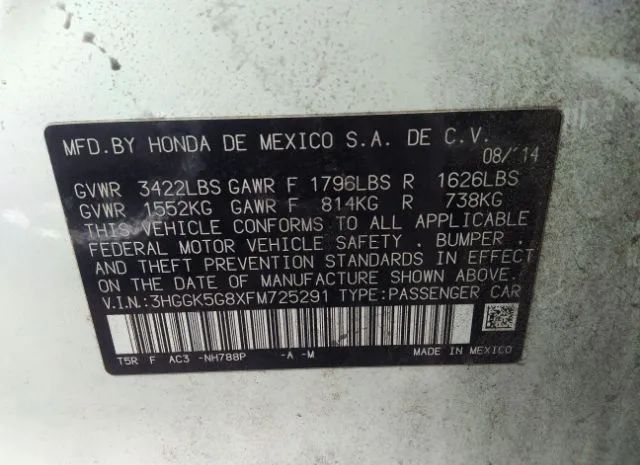 MFD.BY HONDA DE MEXICO S.A. DE C.V.
08/14
GVWR 3422LBS GAWR F 1796LBS R 1626LBS
GVWR 1552KG GAWR F 814KG R 738KG
THIS VEHICLE CONFORMS TO ALL APPLICABLE
FEDERAL MOTOR VEHICLE SAFETY . BUMPER .
AND THEFT PREVENTION STANDARDS IN EFFECT
ON THE DATE OF MANUFACTURE SHOWN ABOVE.
V.I.N.:3HGGK5G8XFM725291 TYPE:PASSENGER CAR
T5R F AC3 -NH788P -A -M MADE IN MEXICO